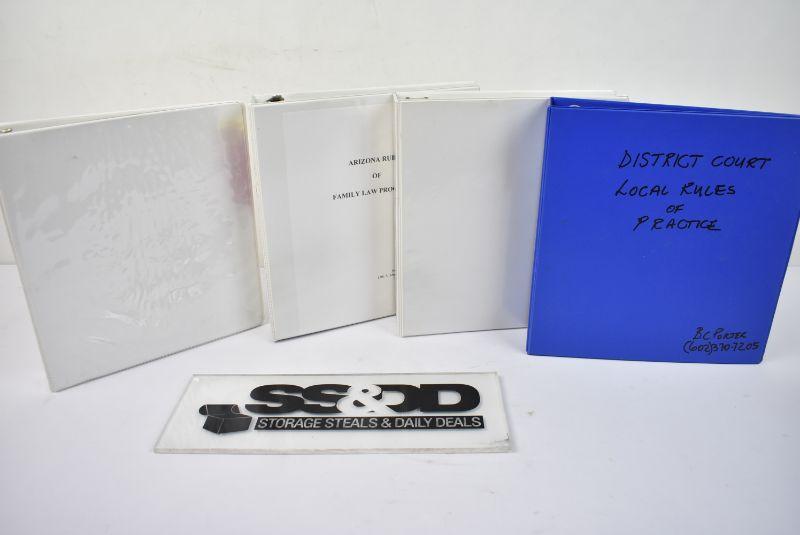 ARIZONA RU
OF
FAMILY LAW PRO
DISTRICT COURT
LOCAL RULES
OF
PRACTICE
BC PORTER
(602)370-7205
SS&DD
STORAGE STEALS & DAILY DEALS